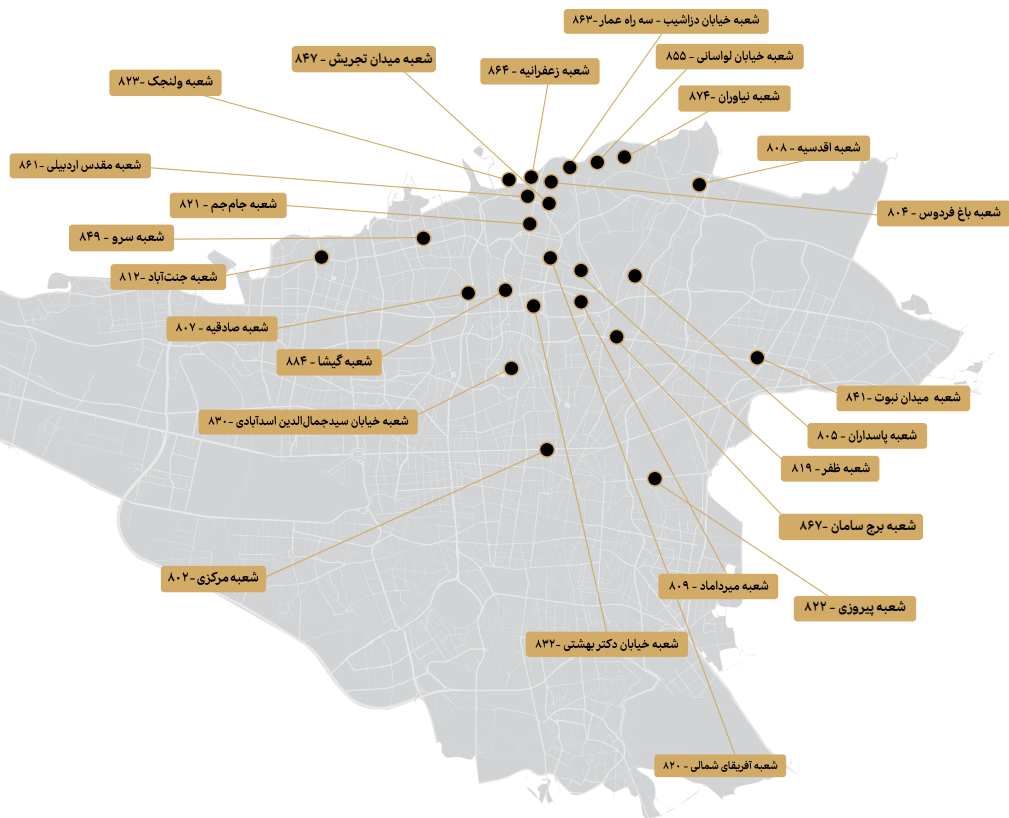 شعبه خیابان دزاشیب - سه راه عمار -۸۶۳
شعبه خیابان لواسانی - ۸۵۵
شعبه میدان تجریش - ۸۴۷
شعبه زعفرانیه - ۸۶۴
شعبه ولنجک -۸۲۳
شعبه نیاوران -۸۷۴
شعبه اقدسیه - ۸۰۸
شعبه مقدس اردبیلی -۸۶۱
شعبه جام‌جم - ۸۲۱
شعبه باغ فردوس - ۸۰۴
شعبه سرو - ۸۴۹
شعبه جنت‌آباد -۸۱۲
شعبه صادقیه - ۸۰۷
شعبه گیشا - ۸۸۴
شعبه میدان نبوت -۸۴۱
شعبه خیابان سیدجمال‌الدین اسدآبادی -۸۳۰
شعبه پاسداران - ۸۰۵
شعبه ظفر - ۸۱۹
شعبه برج سامان -۸۶۷
شعبه مرکزی -۸۰۲
شعبه میرداماد - ۸۰۹
شعبه پیروزی - ۸۲۲
شعبه خیابان دکتر بهشتی -۸۳۲
شعبه آفریقای شمالی - ۸۲۰